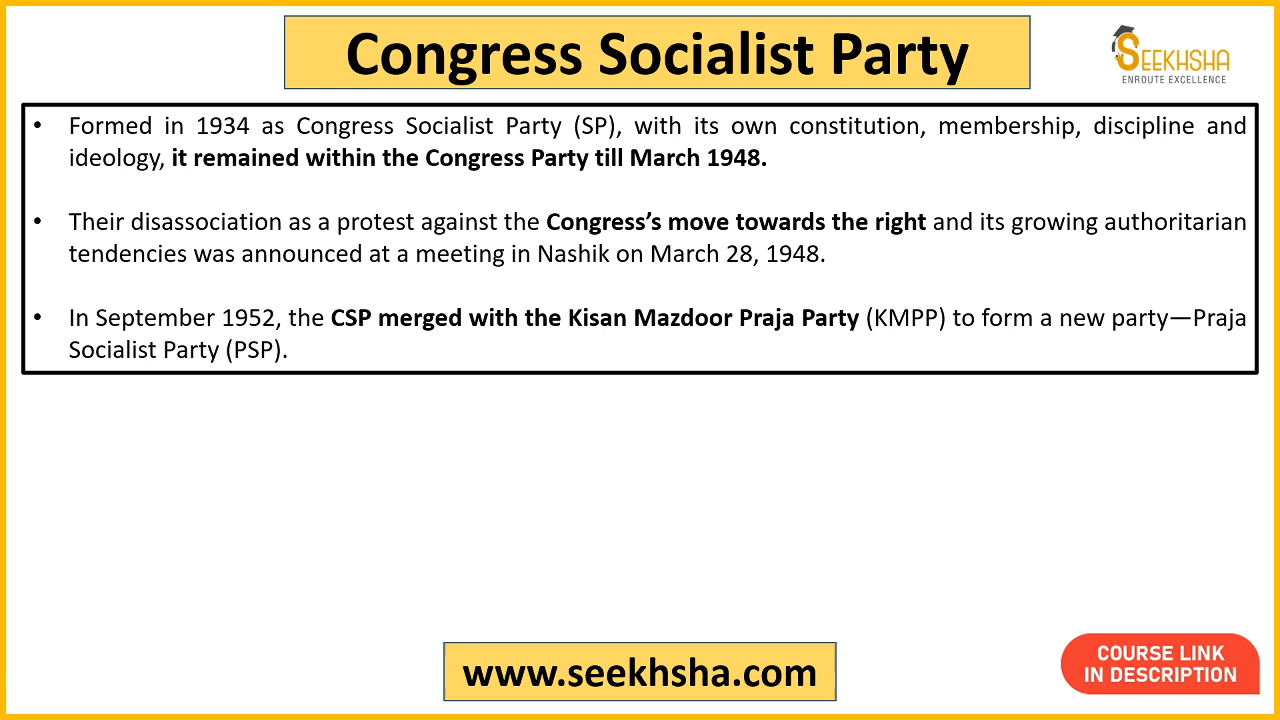 Congress Socialist Party
SEEKHSHA
ENROUTE EXCELLENCE
• Formed in 1934 as Congress Socialist Party (SP), with its own constitution, membership, discipline and
ideology, it remained within the Congress Party till March 1948.
• Their disassociation as a protest against the Congress’s move towards the right and its growing authoritarian
tendencies was announced at a meeting in Nashik on March 28, 1948.
• In September 1952, the CSP merged with the Kisan Mazdoor Praja Party (KMPP) to form a new party—Praja
Socialist Party (PSP).
www.seekhsha.com
COURSE LINK
IN DESCRIPTION